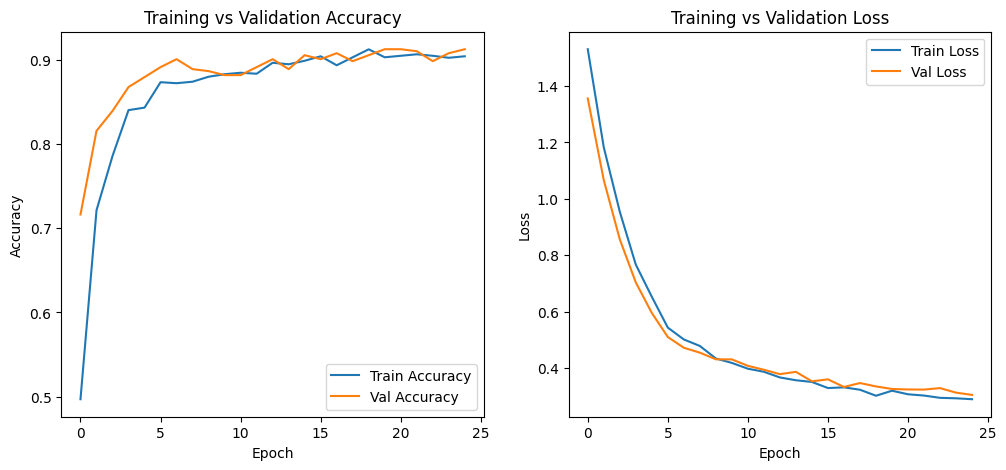 Training vs Validation Accuracy
Accuracy
0.9
0.8
0.7
0.6
0.5
Train Accuracy
Val Accuracy
0 5 10 15 20 25
Epoch
Training vs Validation Loss
Loss
1.4
1.2
1.0
0.8
0.6
0.4
Train Loss
Val Loss
0 5 10 15 20 25
Epoch